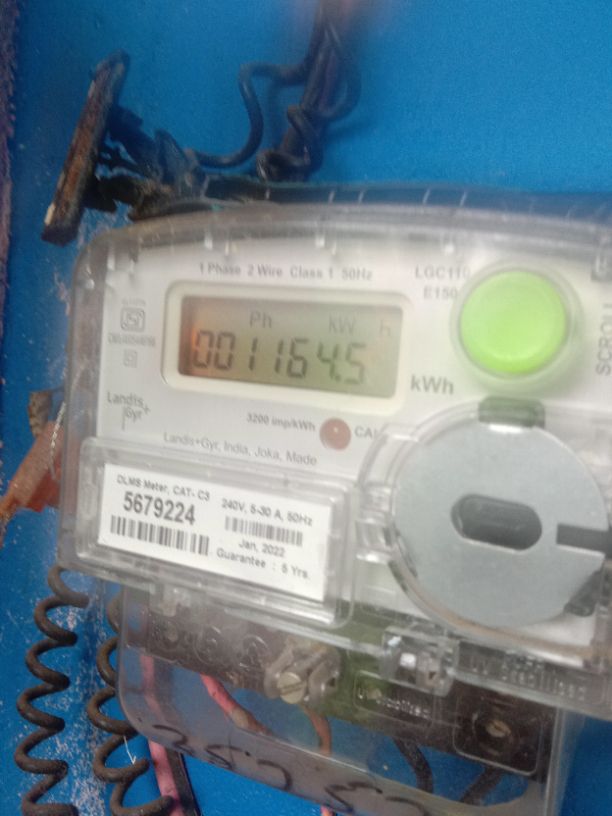 1 Phase 2 Wire Class 1 50Hz
LGC110
E150
Ph kW h
001164.5
kWh
SCROLL
Landis
Gyr+
3200 imp/kWh
CAL
Landis+Gyr, India, Joka, Made
DLMS Meter, CAT- C3
5679224
240V, 5-30 A, 50Hz
Jan, 2022
Guarantee : 5 Yrs.